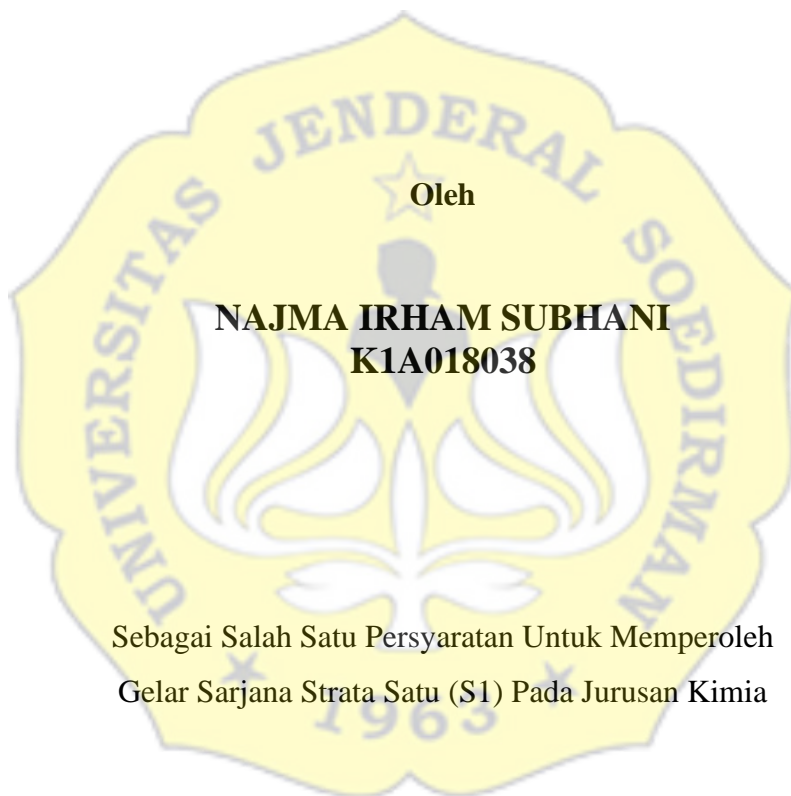 UNIVERSITAS JENDERAL SOEDIRMAN
Oleh
NAJMA IRHAM SUBHANI
K1A018038
Sebagai Salah Satu Persyaratan Untuk Memperoleh
Gelar Sarjana Strata Satu (S1) Pada Jurusan Kimia
1963